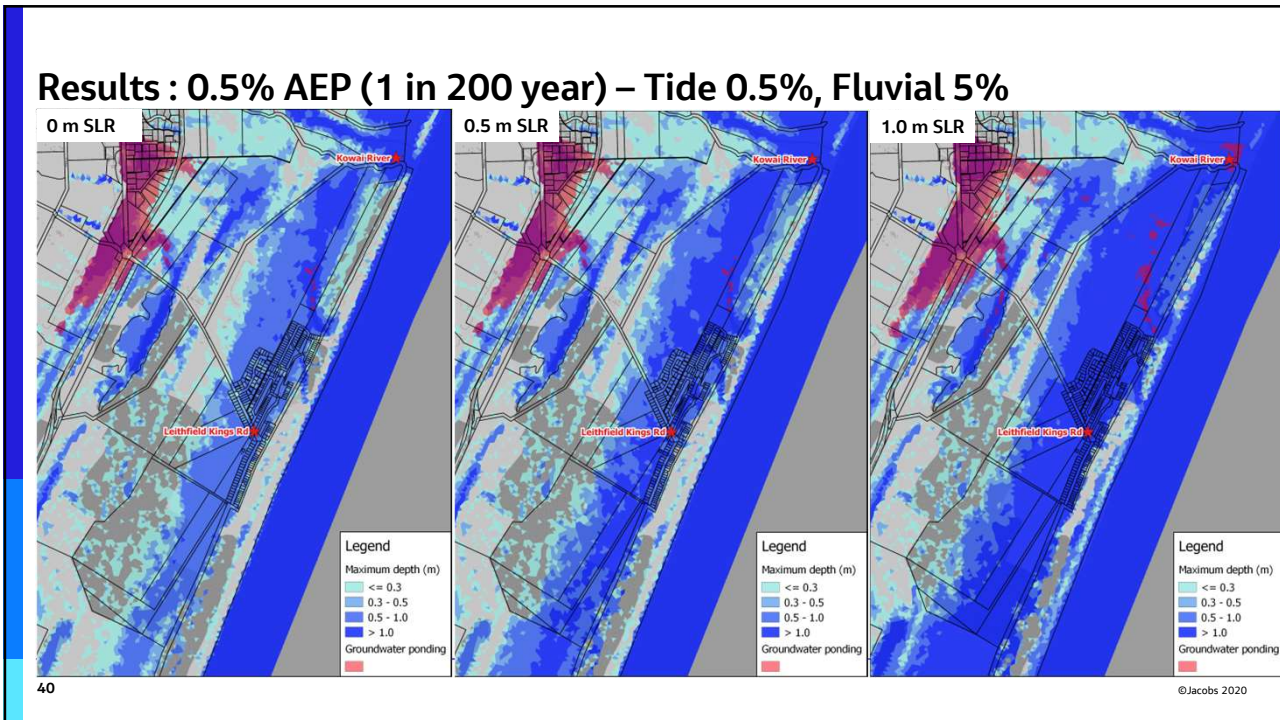 Results : 0.5% AEP (1 in 200 year) – Tide 0.5%, Fluvial 5%
0 m SLR
Kowai River
Leithfield Kings Rd
Legend
Maximum depth (m)
<= 0.3
0.3 - 0.5
0.5 - 1.0
> 1.0
Groundwater ponding
0.5 m SLR
Kowai River
Leithfield Kings Rd
Legend
Maximum depth (m)
<= 0.3
0.3 - 0.5
0.5 - 1.0
> 1.0
Groundwater ponding
1.0 m SLR
Kowai River
Leithfield Kings Rd
Legend
Maximum depth (m)
<= 0.3
0.3 - 0.5
0.5 - 1.0
> 1.0
Groundwater ponding
40
©Jacobs 2020